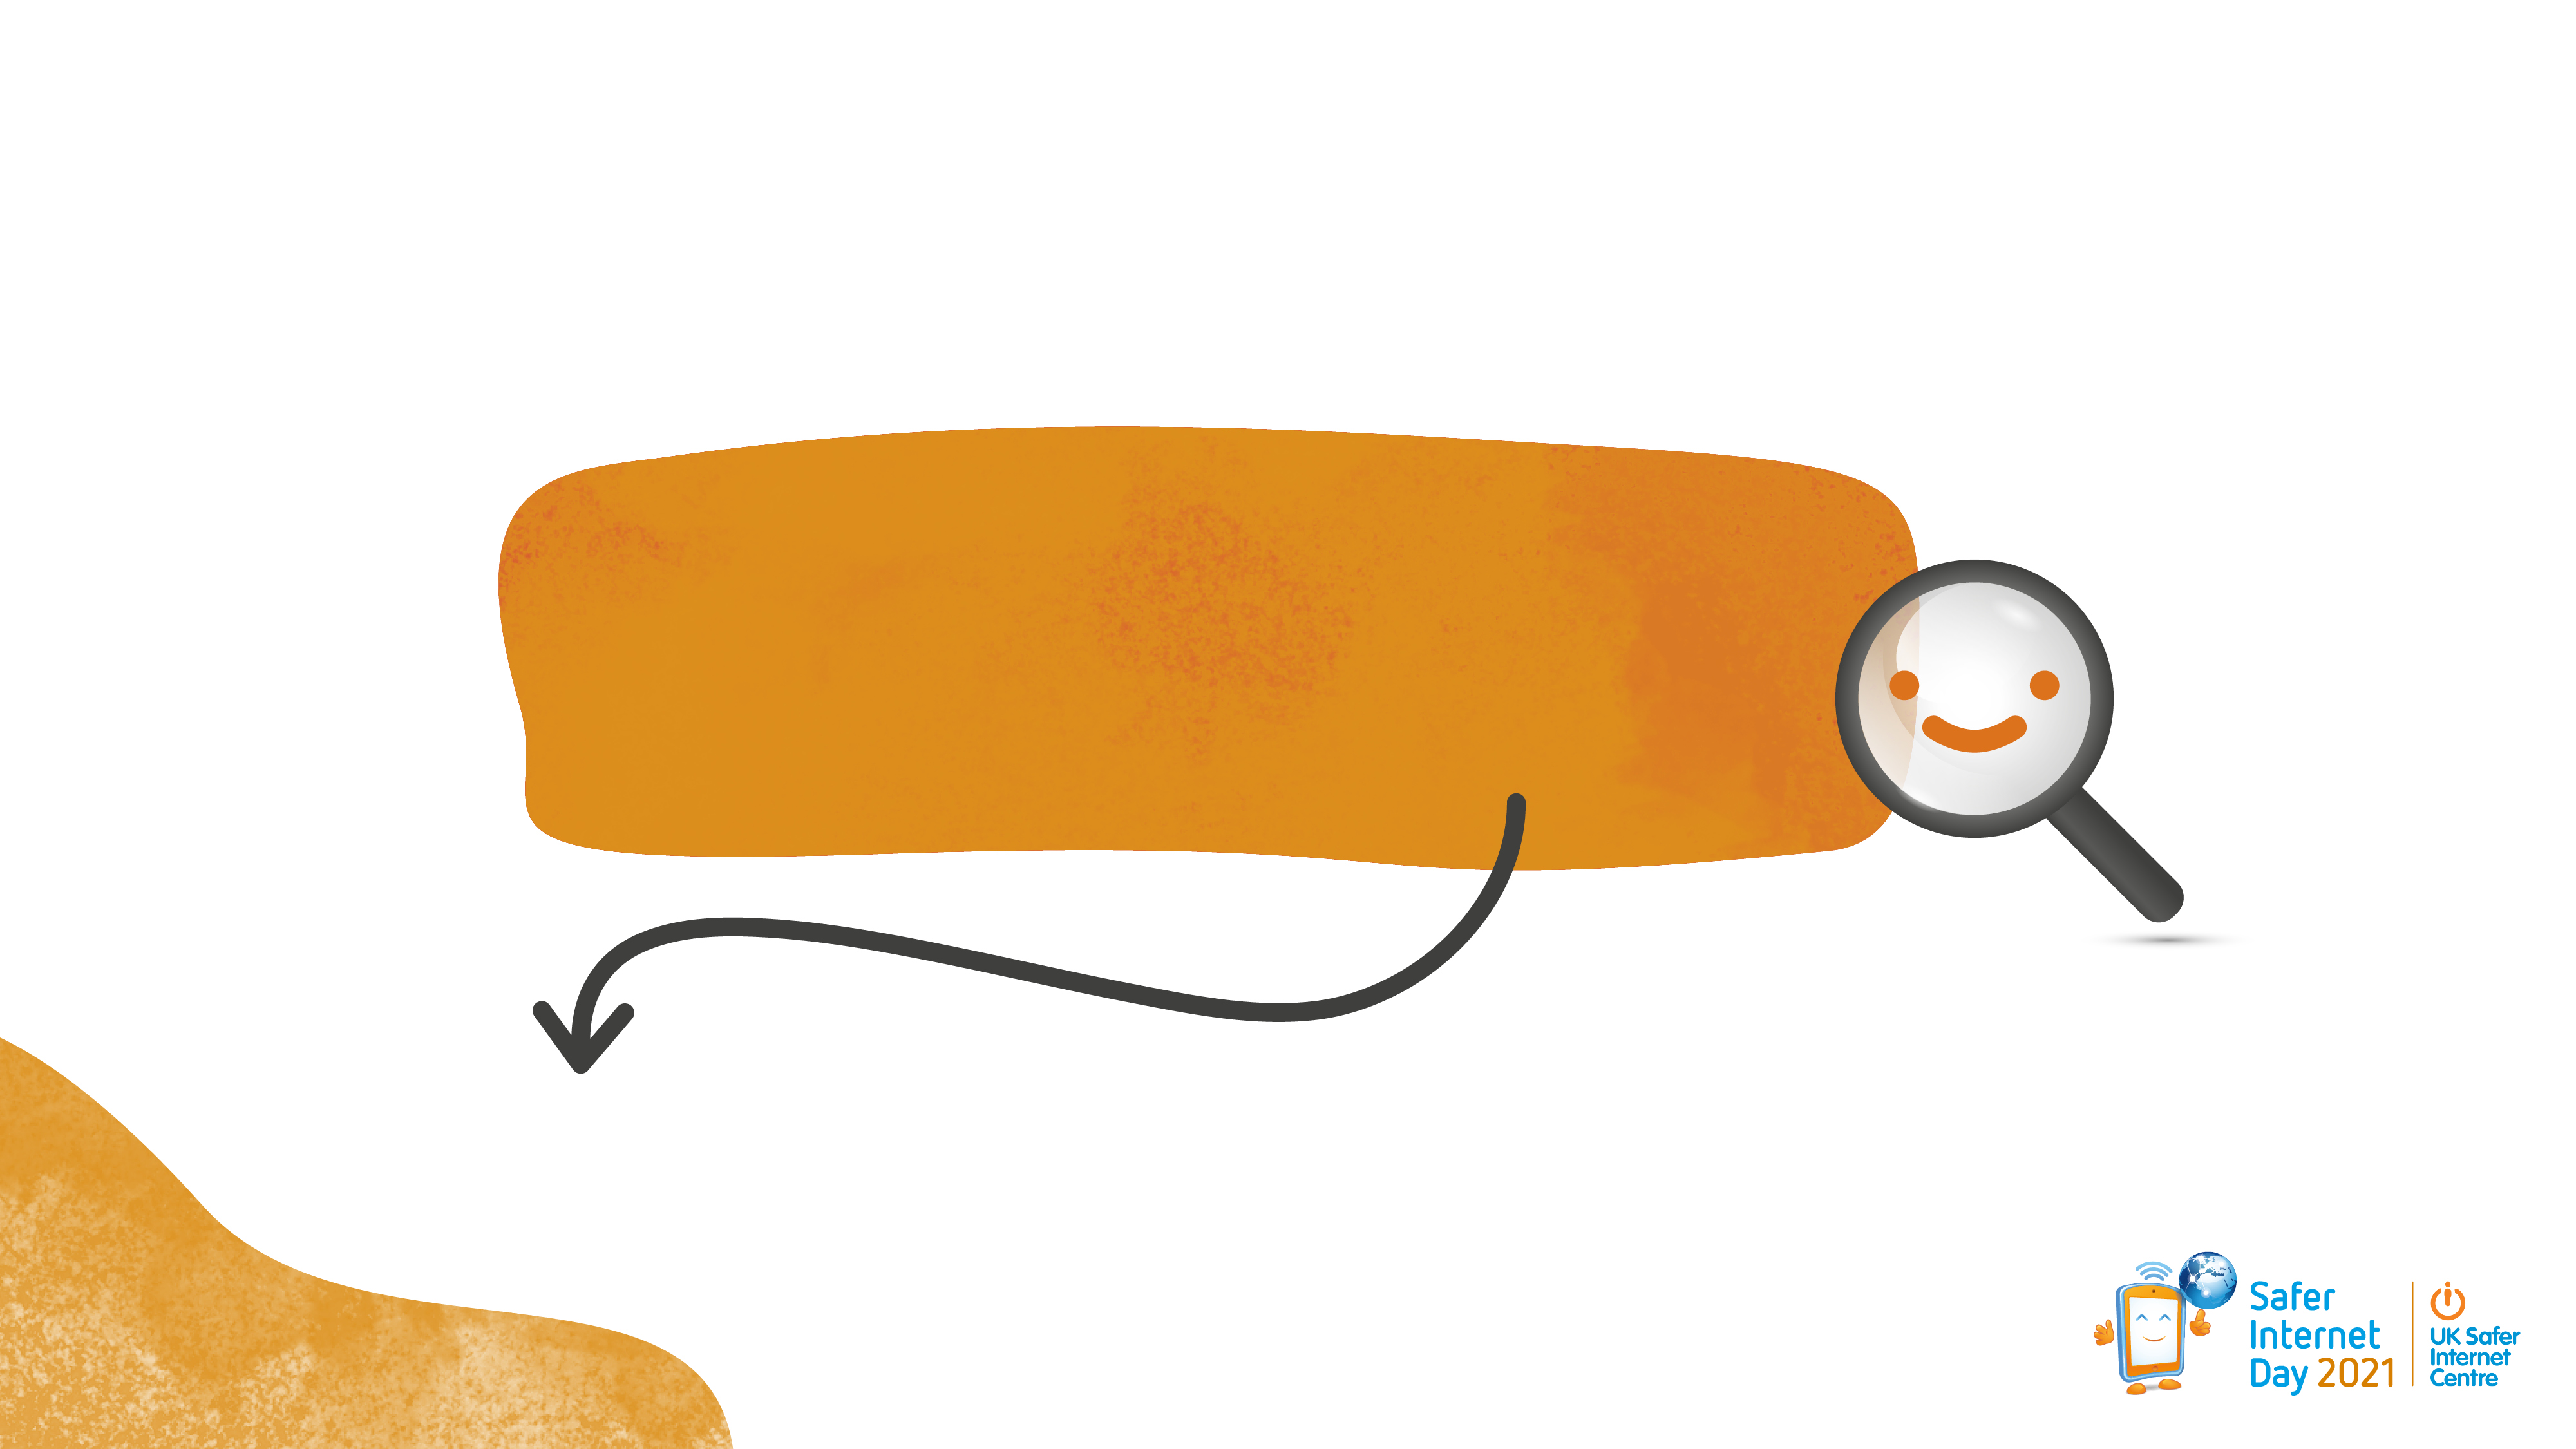 Safer
Internet
Day 2021
UK Safer
Internet
Centre